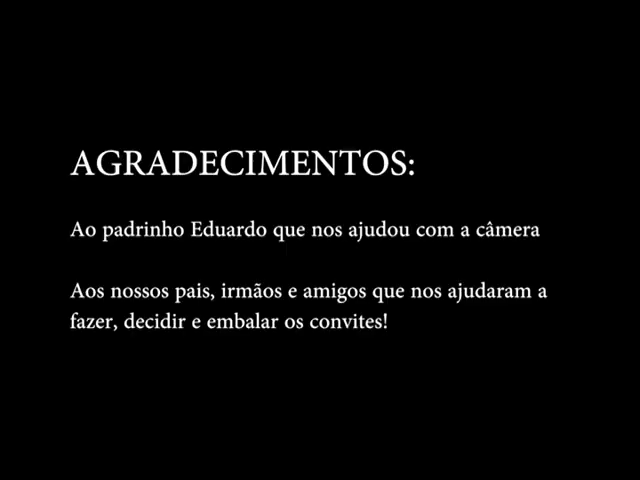 AGRADECIMENTOS:
Ao padrinho Eduardo que nos ajudou com a câmera
Aos nossos pais, irmãos e amigos que nos ajudaram a
fazer, decidir e embalar os convites!